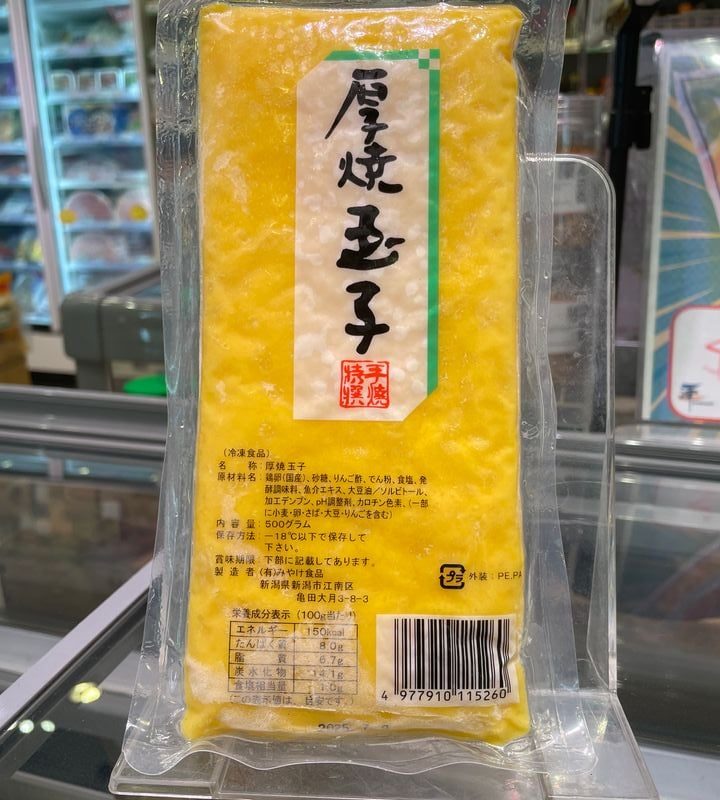 厚焼玉子
手焼
特撰
(冷凍食品)
名　　称:厚焼玉子
原材料名:鶏卵(国産)、砂糖、りんご酢、でん粉、食塩、発
酵調味料、魚介エキス、大豆油/ソルビトール、
加工デンプン、pH調整剤、カロチン色素、(一部
に小麦・卵・さば・大豆・りんごを含む)
内 容 量:500グラム
保存方法:−18℃以下で保存して
下さい。
賞味期限:下部に記載してあります。
製 造 者:(有)みやけ食品
新潟県新潟市江南区
亀田大月3-8-3
プラ 外装:PE,PA
栄養成分表示(100g当たり)
エネルギー 150kcal
たんぱく質 8.0g
脂　　質 6.7g
炭水化物 14.1g
食塩相当量 1.0g
(この表示値は、目安です。)
4 977910 115260